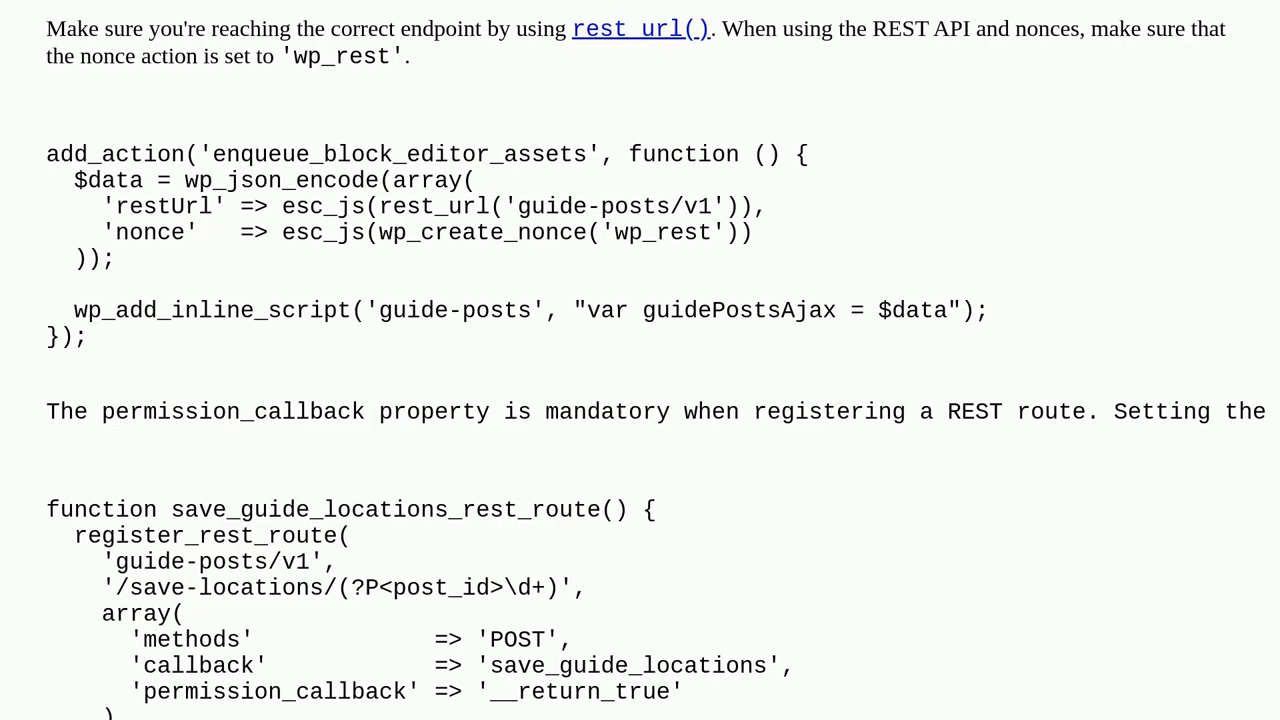 Make sure you're reaching the correct endpoint by using rest_url(). When using the REST API and nonces, make sure that
the nonce action is set to 'wp_rest'.
add_action('enqueue_block_editor_assets', function () {
  $data = wp_json_encode(array(
    'restUrl' => esc_js(rest_url('guide-posts/v1')),
    'nonce'   => esc_js(wp_create_nonce('wp_rest'))
  ));
  wp_add_inline_script('guide-posts', "var guidePostsAjax = $data");
});
The permission_callback property is mandatory when registering a REST route. Setting the
function save_guide_locations_rest_route() {
  register_rest_route(
    'guide-posts/v1',
    '/save-locations/(?P<post_id>\d+)',
    array(
      'methods'             => 'POST',
      'callback'            => 'save_guide_locations',
      'permission_callback' => '__return_true'
    )